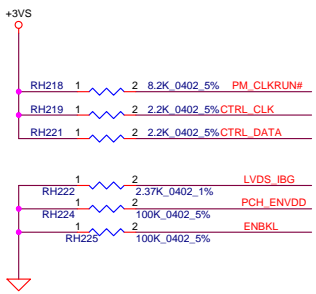 +3VS
RH218 1 2 8.2K_0402_5% PM_CLKRUN#
RH219 1 2 2.2K_0402_5% CTRL_CLK
RH221 1 2 2.2K_0402_5% CTRL_DATA
RH222 1 2 2.37K_0402_1% LVDS_IBG
RH224 1 2 100K_0402_5% PCH_ENVDD
RH225 1 2 100K_0402_5% ENBKL